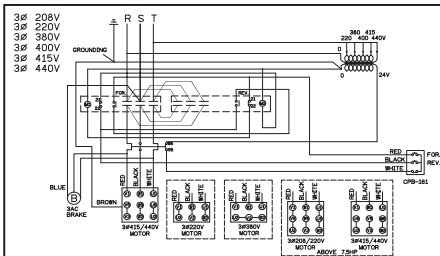 3Ø 208V
3Ø 220V
3Ø 380V
3Ø 400V
3Ø 415V
3Ø 440V
R S T
GROUNDING
380 415
220 400 440V
0
0 24V
FOR.
REV.
RED
BLACK
WHITE
FOR.
REV.
CPB-161
BLUE
B
3AC
BRAKE
BROWN
RED
BLACK
WHITE
3Ø415/440V
MOTOR
RED
BLACK
WHITE
3Ø220V
MOTOR
RED
BLACK
WHITE
3Ø380V
MOTOR
RED
BLACK
WHITE
3Ø208/220V
MOTOR
RED
BLACK
WHITE
3Ø415/440V
MOTOR
ABOVE 7.5HP